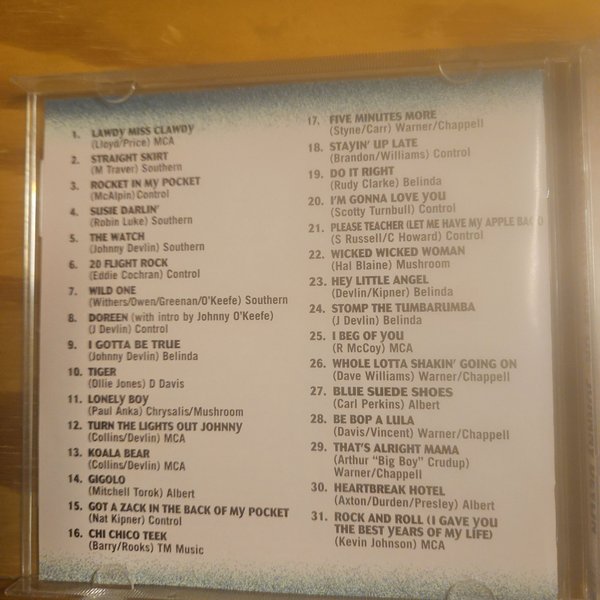 1. LAWDY MISS CLAWDY
(Lloyd/Price) MCA
2. STRAIGHT SKIRT
(M Traver) Southern
3. ROCKET IN MY POCKET
(McAlpin)Control
4. SUSIE DARLIN'
(Robin Luke) Southern
5. THE WATCH
(Johnny Devlin) Southern
6. 20 FLIGHT ROCK
(Eddie Cochran) Control
7. WILD ONE
(Withers/Owen/Greenan/O'Keefe) Southern
8. DOREEN (with intro by Johnny O'Keefe)
(J Devlin) Control
9. I GOTTA BE TRUE
(Johnny Devlin) Belinda
10. TIGER
(Ollie Jones) D Davis
11. LONELY BOY
(Paul Anka) Chrysalis/Mushroom
12. TURN THE LIGHTS OUT JOHNNY
(Collins/Devlin) MCA
13. KOALA BEAR
(Collins/Devlin) MCA
14. GIGOLO
(Mitchell Torok) Albert
15. GOT A ZACK IN THE BACK OF MY POCKET
(Nat Kipner) Control
16. CHI CHICO TEEK
(Barry/Rooks) TM Music
17. FIVE MINUTES MORE
(Styne/Carr) Warner/Chappell
18. STAYIN' UP LATE
(Brandon/Williams) Control
19. DO IT RIGHT
(Rudy Clarke) Belinda
20. I'M GONNA LOVE YOU
(Scotty Turnbull) Control
21. PLEASE TEACHER (LET ME HAVE MY APPLE BACK)
(S Russell/C Howard) Control
22. WICKED WICKED WOMAN
(Hal Blaine) Mushroom
23. HEY LITTLE ANGEL
(Devlin/Kipner) Belinda
24. STOMP THE TUMBARUMBA
(J Devlin) Belinda
25. I BEG OF YOU
(R McCoy) MCA
26. WHOLE LOTTA SHAKIN' GOING ON
(Dave Williams) Warner/Chappell
27. BLUE SUEDE SHOES
(Carl Perkins) Albert
28. BE BOP A LULA
(Davis/Vincent) Warner/Chappell
29. THAT'S ALRIGHT MAMA
(Arthur "Big Boy" Crudup)
Warner/Chappell
30. HEARTBREAK HOTEL
(Axton/Durden/Presley) Albert
31. ROCK AND ROLL (I GAVE YOU
THE BEST YEARS OF MY LIFE)
(Kevin Johnson) MCA